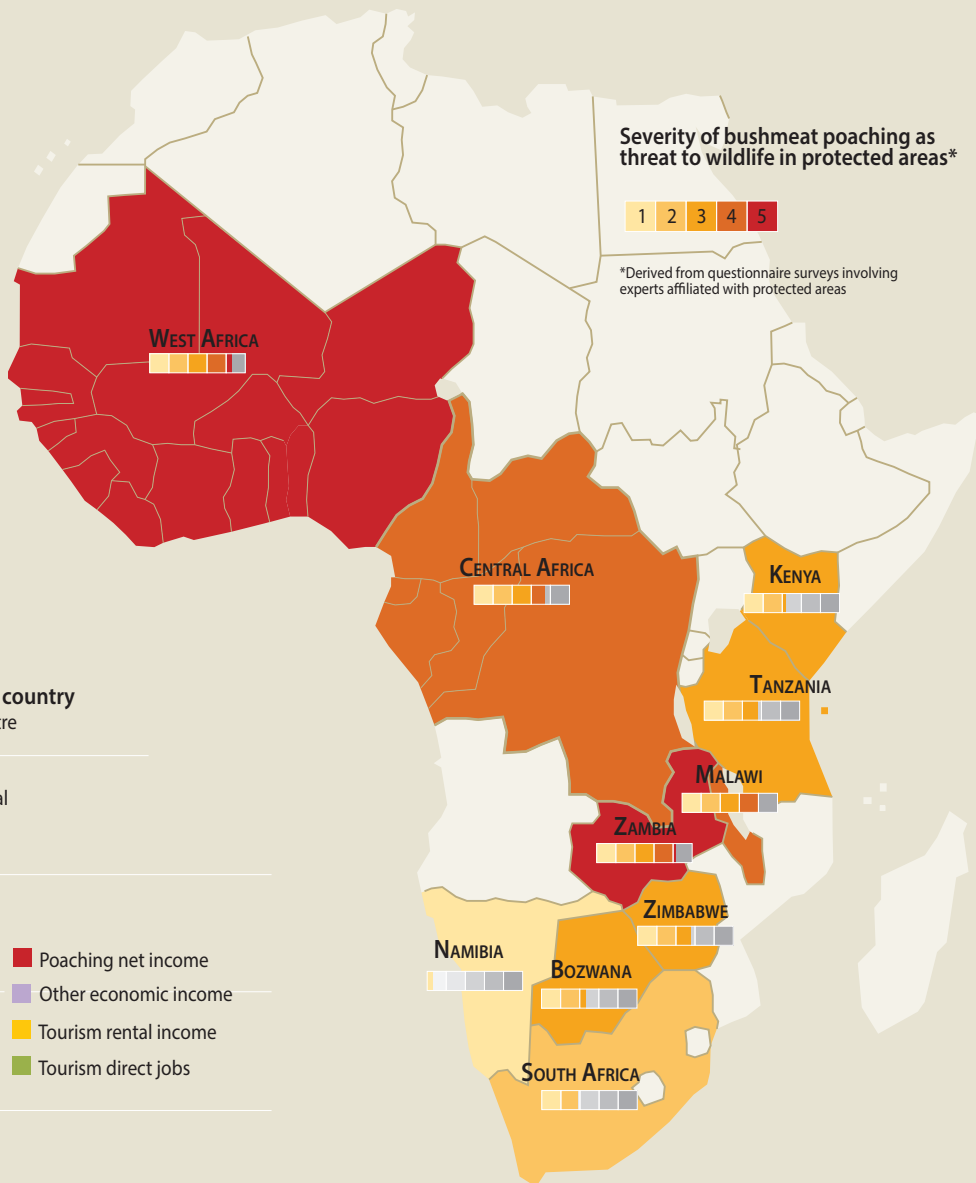 Severity of bushmeat poaching as
threat to wildlife in protected areas*
1 2 3 4 5
*Derived from questionnaire surveys involving
experts affiliated with protected areas
West Africa
Central Africa
Kenya
Tanzania
Malawi
Zambia
Zimbabwe
Namibia
Bozwana
South Africa
country
Poaching net income
Other economic income
Tourism rental income
Tourism direct jobs